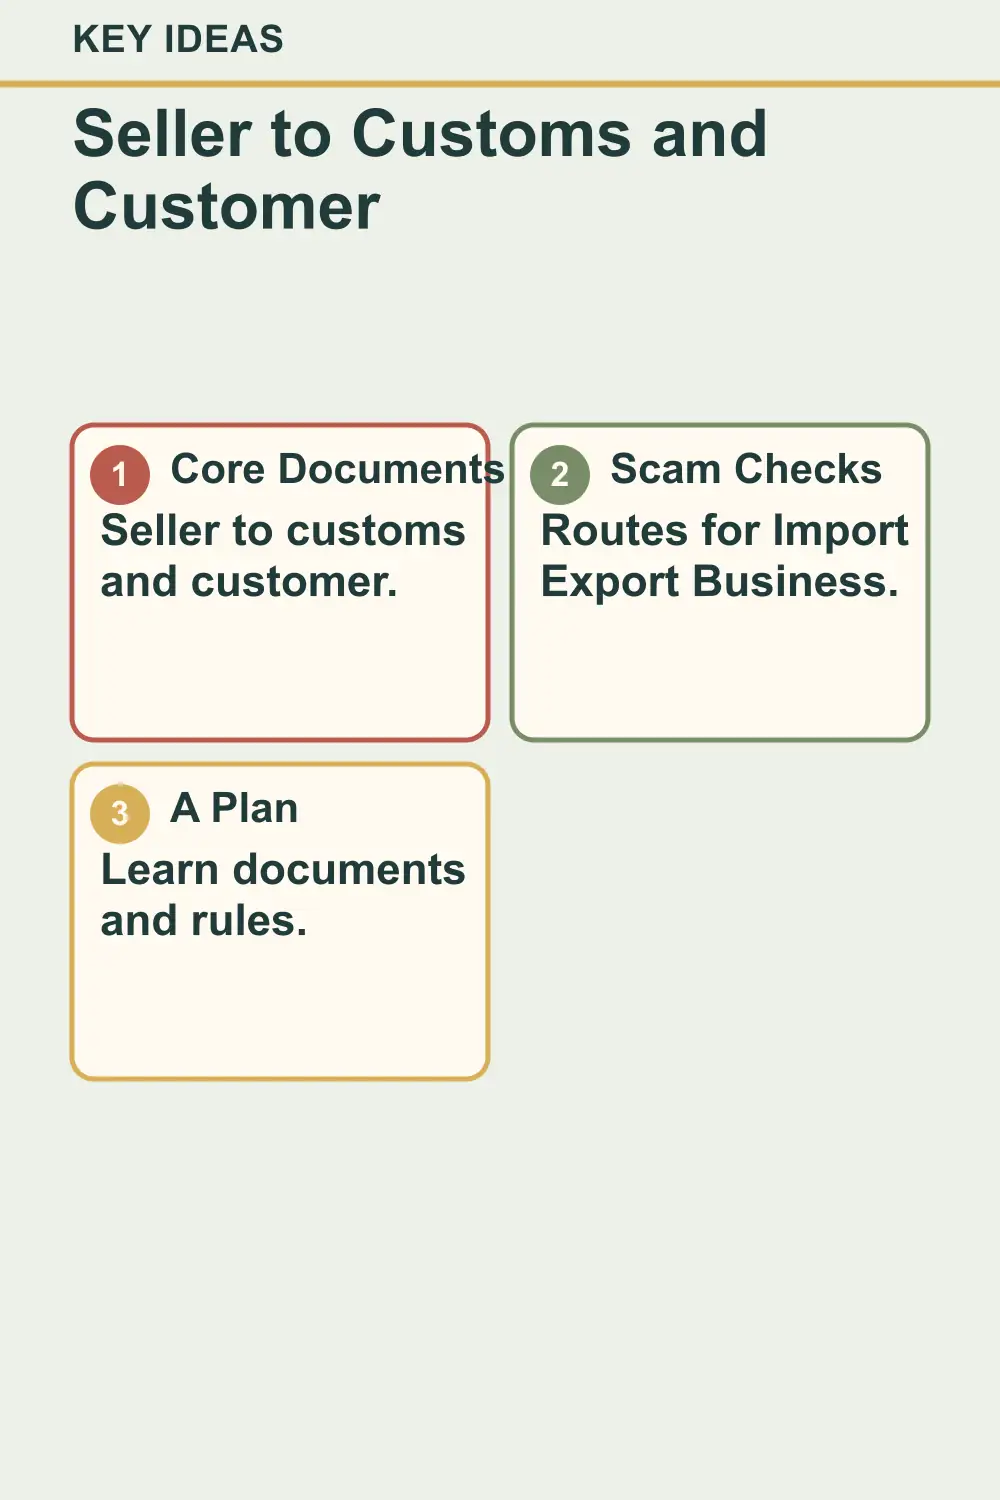 KEY IDEAS
Seller to Customs and
Customer
1 Core Documents
Seller to customs
and customer.
2 Scam Checks
Routes for Import
Export Business.
3 A Plan
Learn documents
and rules.